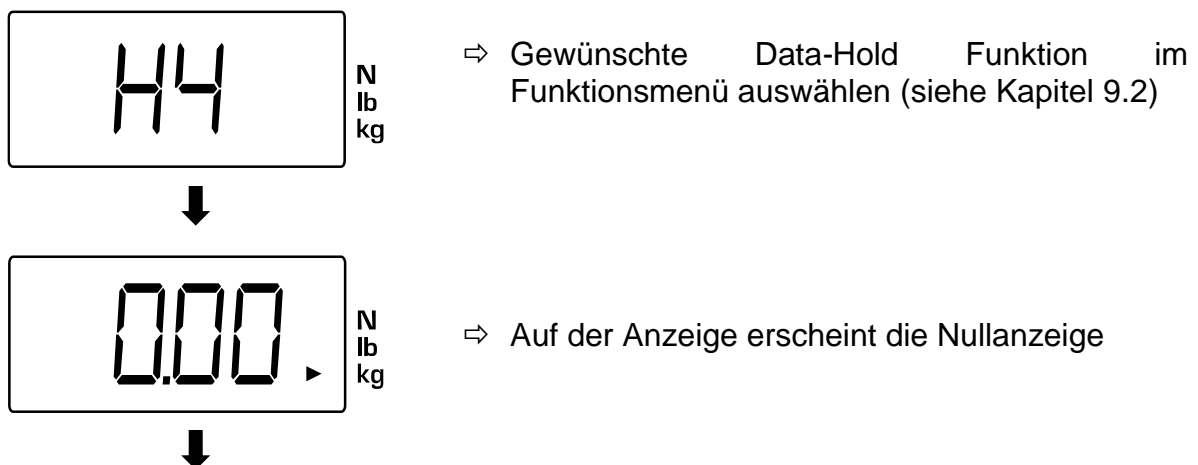 H4
N
lb
kg
⇨ Gewünschte Data-Hold Funktion im
Funktionsmenü auswählen (siehe Kapitel 9.2)
0.00
N
lb
kg
⇨ Auf der Anzeige erscheint die Nullanzeige